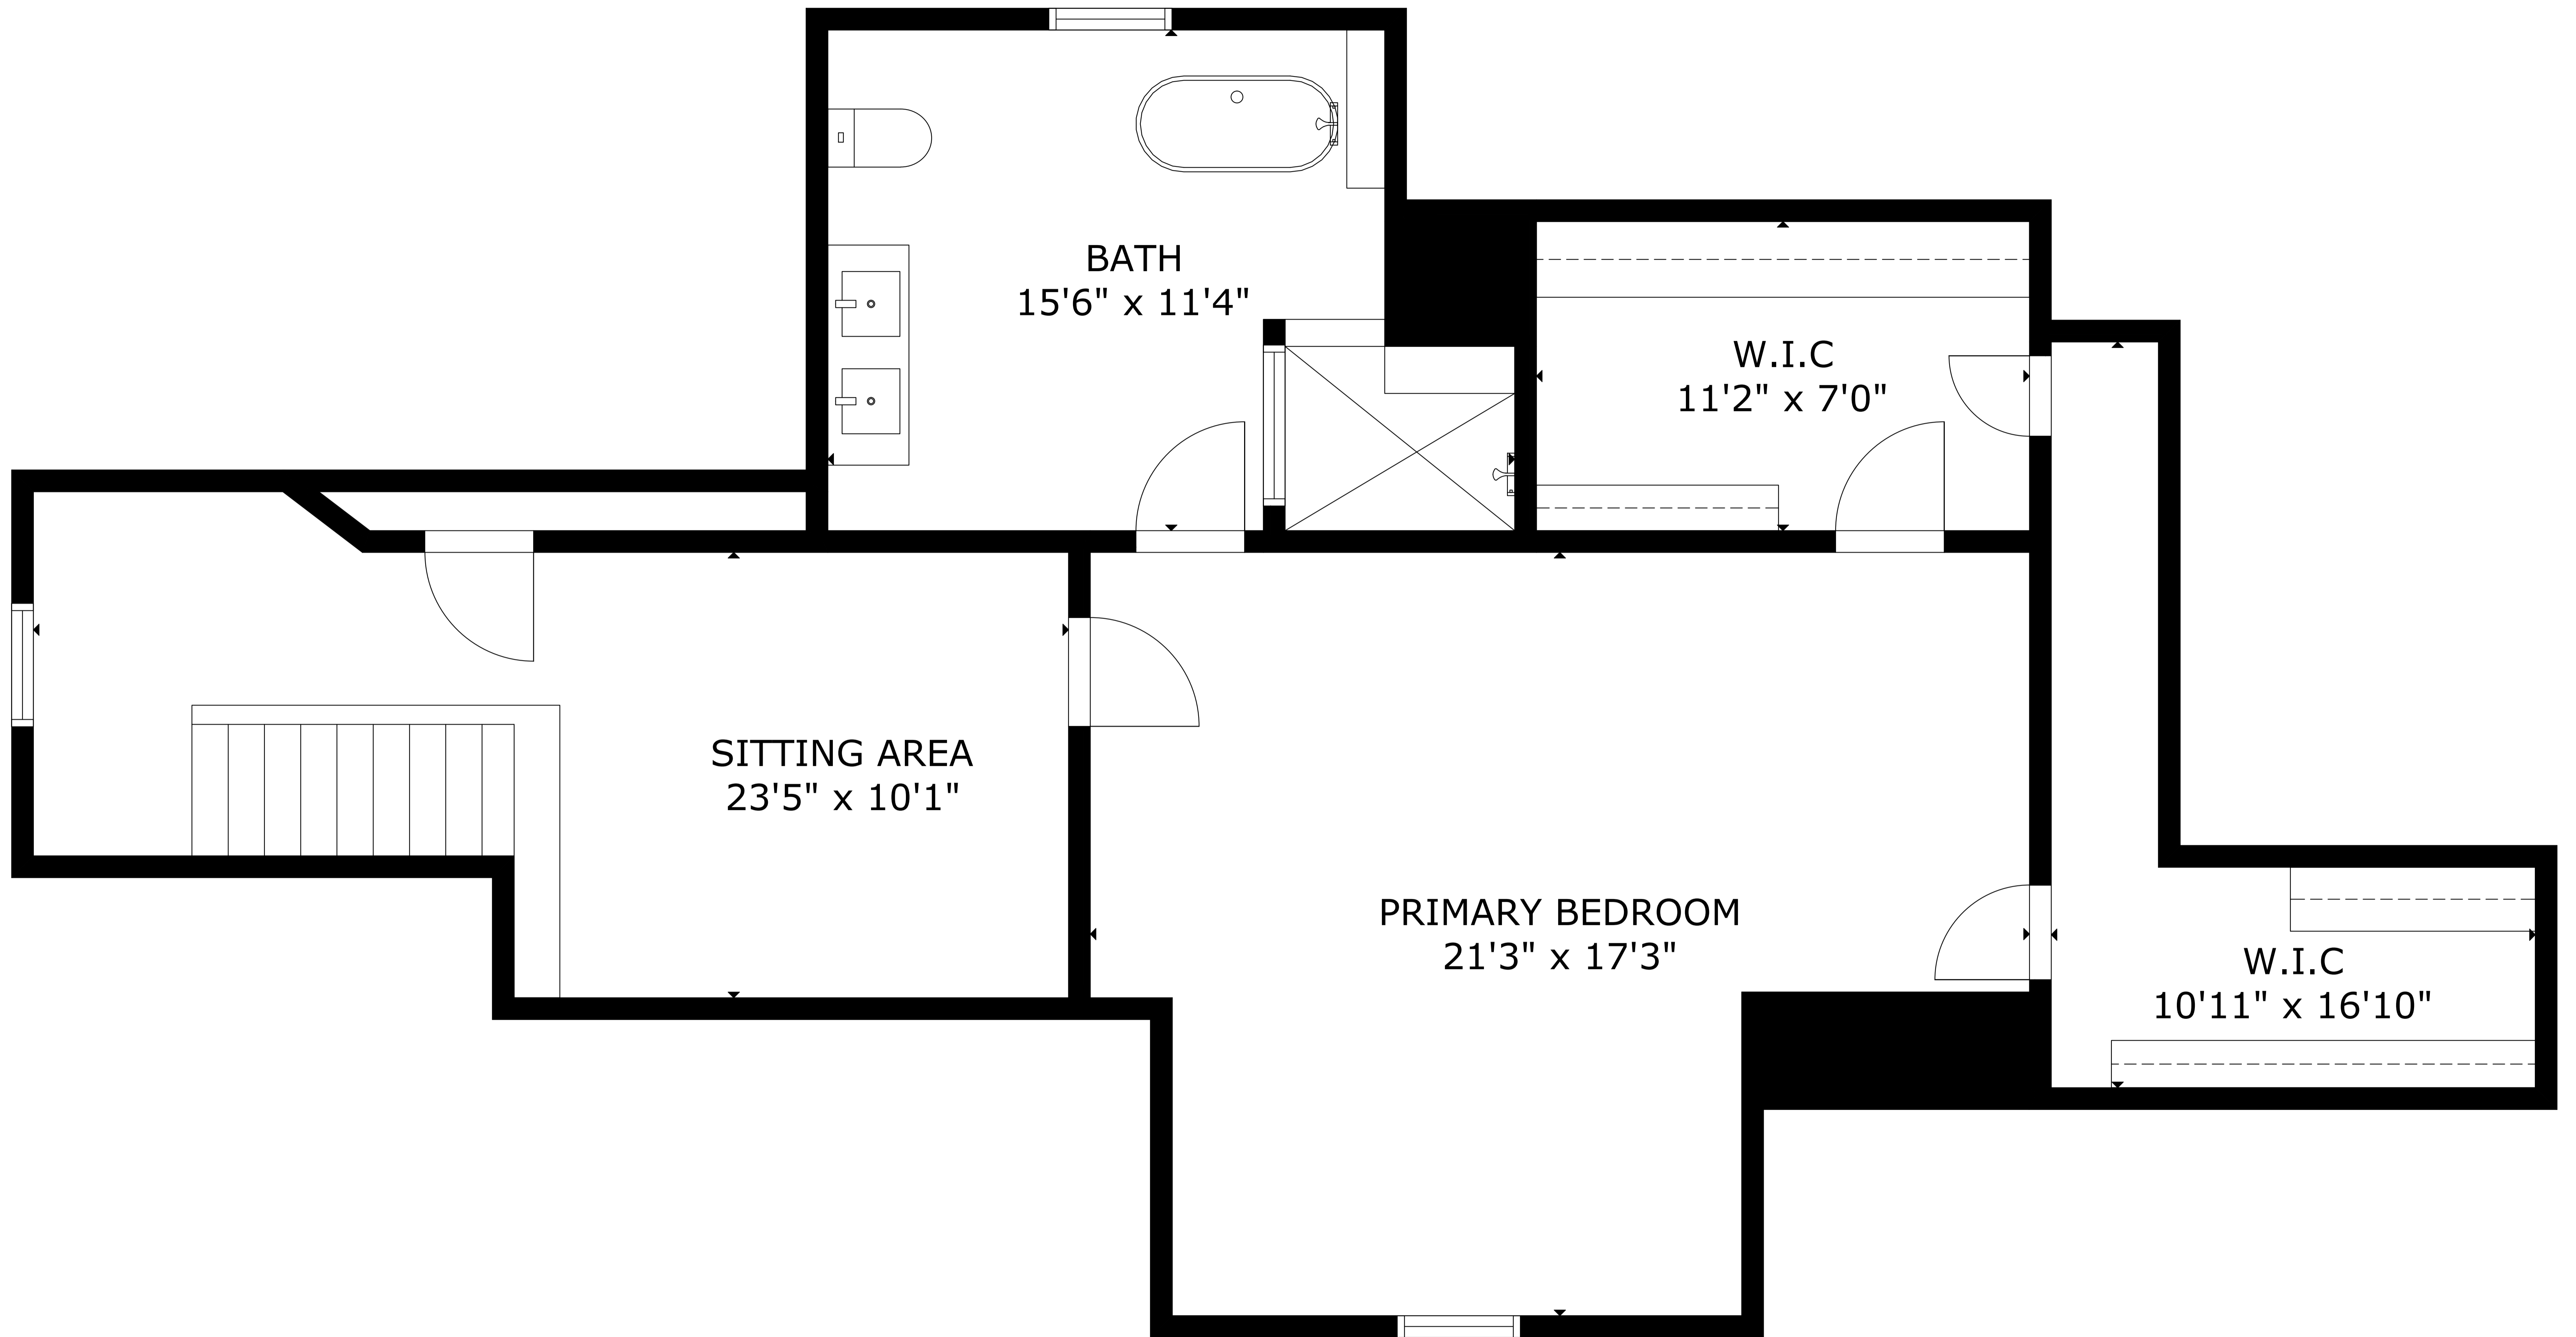 BATH
15'6" x 11'4"
W.I.C
11'2" x 7'0"
SITTING AREA
23'5" x 10'1"
PRIMARY BEDROOM
21'3" x 17'3"
W.I.C
10'11" x 16'10"